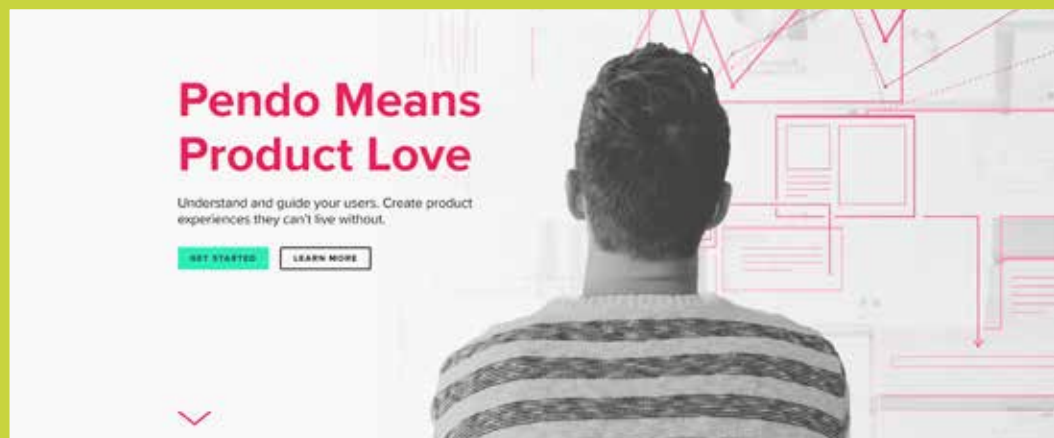 Pendo Means
Product Love
Understand and guide your users. Create product
experiences they can't live without.
GET STARTED
LEARN MORE